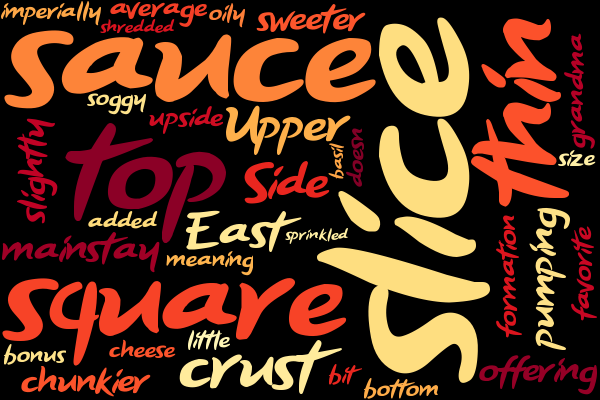 imperially average oily sweeter
shredded
sauce
soggy
upside Upper
slightly
top
Side
basil
doesn
slice
thin
grandma
size
added East sprinkled
mainstay meaning
formation
pumping
favorite
square
little
bonus cheese crust
chunkier bit bottom
offering